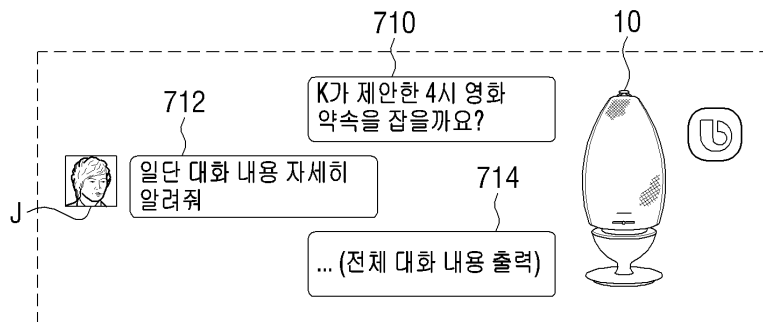 710
10
K가 제안한 4시 영화
약속을 잡을까요?
712
일단 대화 내용 자세히
알려줘
J
714
... (전체 대화 내용 출력)